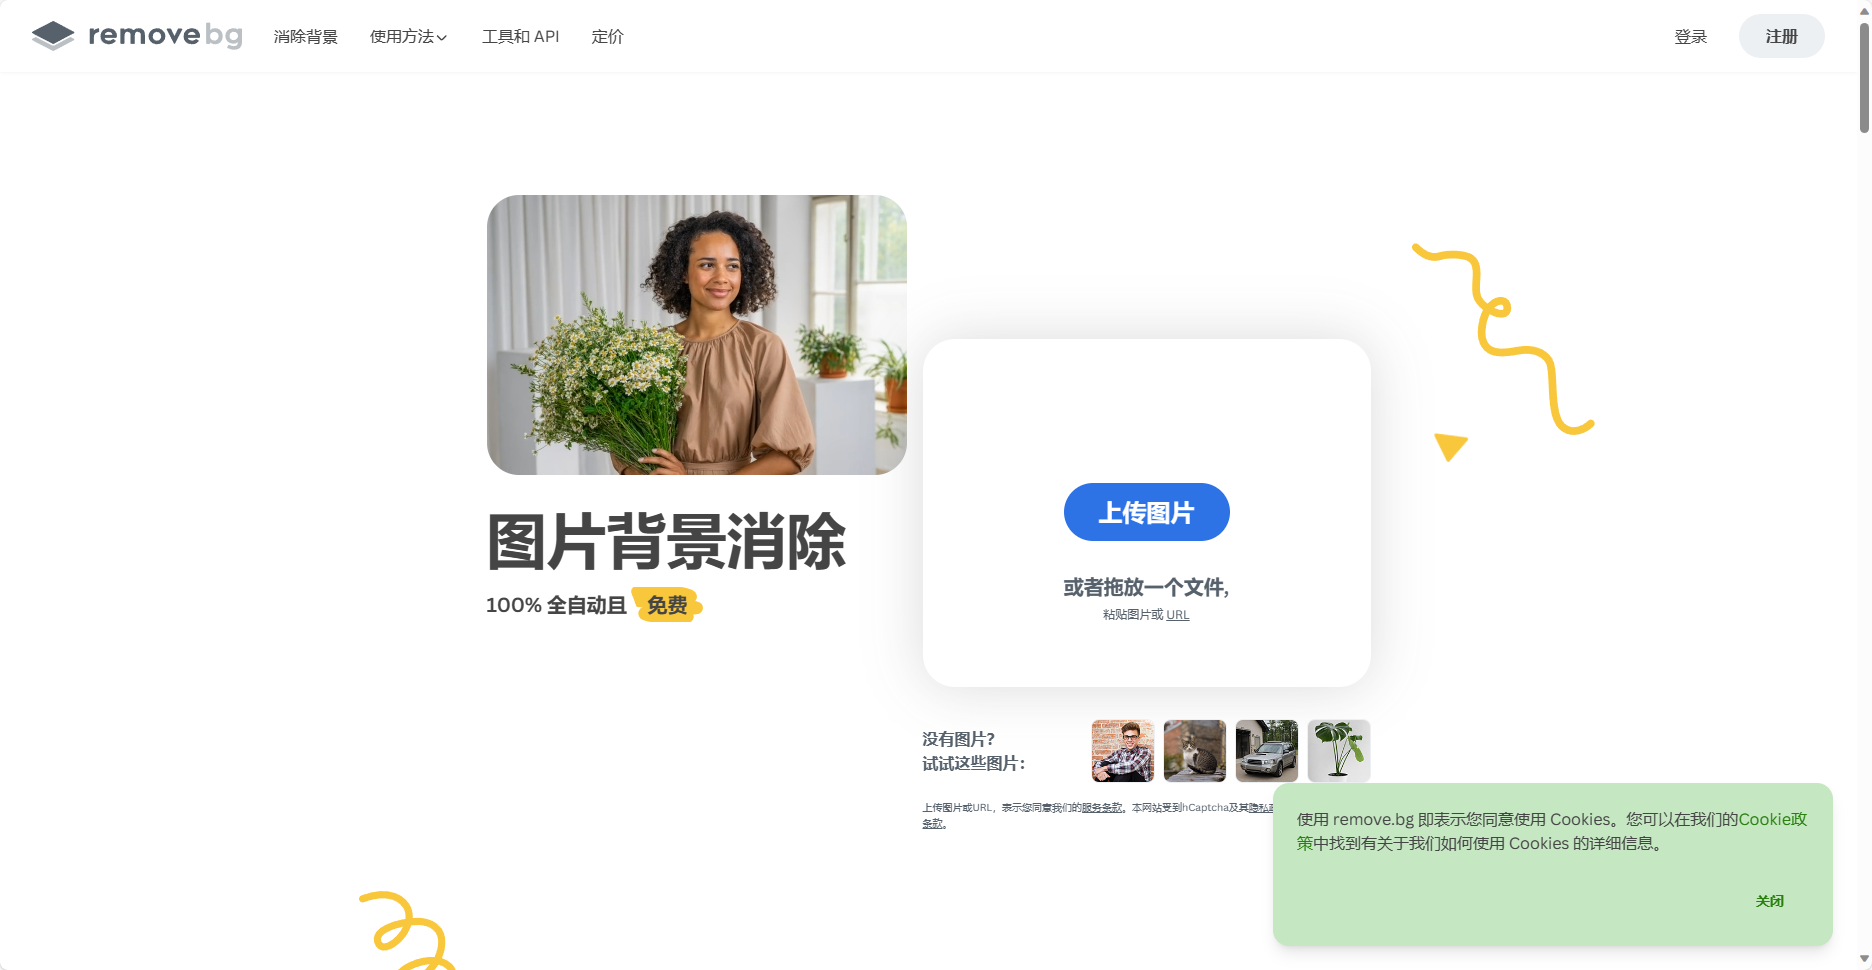 removebg
消除背景
使用方法
工具和 API
定价
登录
注册
图片背景消除
100% 全自动且 免费
上传图片
或者拖放一个文件,
粘贴图片或 URL
没有图片?
试试这些图片：
上传图片或URL，表示您同意我们的服务条款。本网站受到hCaptcha及其隐私
条款。
使用 remove.bg 即表示您同意使用 Cookies。您可以在我们的Cookie政
策中找到有关于我们如何使用 Cookies 的详细信息。
关闭